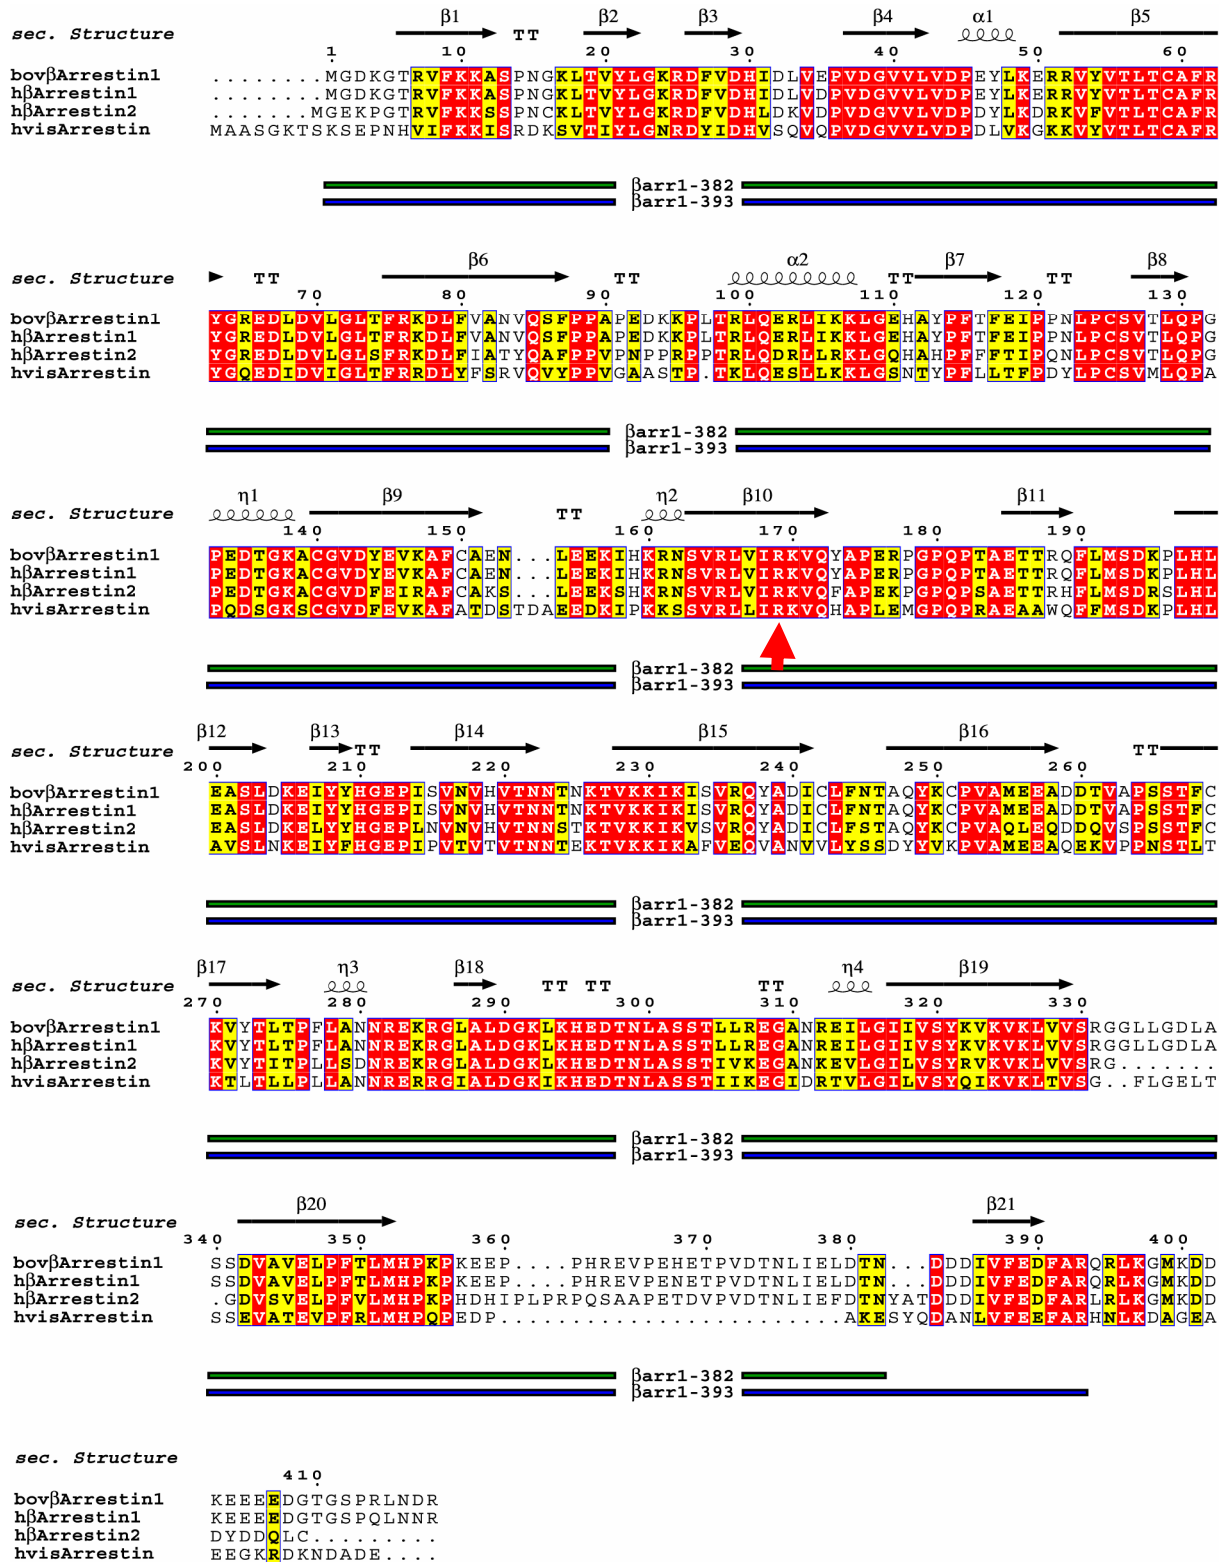 β1 TT β2 β3 β4 α1 β5
sec. Structure
1 10 20 30 40 50 60
bovβArrestin1 ........MGDKGTRVFKKASPNGKLTVYLGKRDFVDHIDLVEPVDGVVLVDPEYLKERRVYVTLTCAFR
hβArrestin1 ........MGDKGTRVFKKASPNGKLTVYLGKRDFVDHIDLVDPVDGVVLVDPEYLKERRVYVTLTCAFR
hβArrestin2 .......MGEKPGTRVFKKSSPNCKLTVYLGKRDFVDHLDKVDPVDGVVLVDPDYLKDRKVFVTLTCAFR
hvisArrestin MAASGKTSKSEPNHVIFKKISRDKSVTIYLGNRDYIDHVSQVQPVDGVVLVDPDLVKGKKVYVTLTCAFR
βarr1-382
βarr1-393
β6 α2 β7 β8
sec. Structure TT TT TT TT
70 80 90 100 110 120 130
bovβArrestin1 YGREDLDVLGLTFRKDLFVANVQSFPPAPEDKKPLTRLQERLIKKLGEHAYPFTFEIPPNLPCSVTLQPG
hβArrestin1 YGREDLDVLGLTFRKDLFVANVQSFPPAPEDKKPLTRLQERLIKKLGEHAYPFTFEIPPNLPCSVTLQPG
hβArrestin2 YGREDLDVLGLSFRKDLFIATYQAFPPVPNPPRPPTRLQDRLLRKLGQHAHPFFFTIPQNLPCSVTLQPG
hvisArrestin YGQEDIDVIGLTFRRDLYFSRVQVYPPVGAASTP.TKLQESLLKKLGSNTYPFLLTFPDYLPCSVMLQPA
βarr1-382
βarr1-393
η1 β9 η2 β10 β11
sec. Structure TT
140 150 160 170 180 190
bovβArrestin1 PEDTGKACGVDYEVKAFCAEN...LEEKIHKRNSVRLVIRKVQYAPERPGPQPTAETTRQFLMSDKPLHL
hβArrestin1 PEDTGKACGVDYEVKAFCAEN...LEEKIHKRNSVRLVIRKVQYAPERPGPQPTAETTRQFLMSDKPLHL
hβArrestin2 PEDTGKACGVDFEIRAFCAKS...LEEKSHKRNSVRLVIRKVQFAPEKPGPQPSAETTRHFLMSDRSLHL
hvisArrestin PQDSGKSCGVDFEVKAFATDSTDAEEDKIPKKSSVRLLIRKVQHAPLEMGPQPRAEAAWQFFMSDKPLHL
βarr1-382
βarr1-393
β12 β13 β14 β15 β16
sec. Structure TT TT
200 210 220 230 240 250 260
bovβArrestin1 EASLDKEIYYHGEPISVNVHVTNNTNKTVKKIKISVRQYADICLFNTAQYKCPVAMEEADDTVAPSSTFC
hβArrestin1 EASLDKEIYYHGEPISVNVHVTNNTNKTVKKIKISVRQYADICLFNTAQYKCPVAMEEADDTVAPSSTFC
hβArrestin2 EASLDKELYYHGEPLNVNVHVTNNSTKTVKKIKVSVRQYADICLFSTAQYKCPVAQLEQDDQVSPSSTFC
hvisArrestin AVSLNKEIYFHGEPIPVTVTVTNNTEKTVKKIKAFVEQVANVVLYSSDYYVKPVAMEEAQEKVPPNSTLT
βarr1-382
βarr1-393
β17 η3 β18 η4 β19
sec. Structure TT TT TT
270 280 290 300 310 320 330
bovβArrestin1 KVYTLTPFLANNREKRGLALDGKLKHEDTNLASSTLLREGANREILGIIVSYKVKVKLVVSRGGLLGDLA
hβArrestin1 KVYTLTPFLANNREKRGLALDGKLKHEDTNLASSTLLREGANREILGIIVSYKVKVKLVVSRGGLLGDLA
hβArrestin2 KVYTITPLLSDNREKRGLALDGKLKHEDTNLASSTIVKEGANKEVLGILVSYRVKVKLVVSRG.......
hvisArrestin KTLTLLPLLANNRERRGIALDGKIKHEDTNLASSTIIKEGIDRTVLGILVSYQIKVKLTVSG..FLGELT
βarr1-382
βarr1-393
β20 β21
sec. Structure
340 350 360 370 380 390 400
bovβArrestin1 SSDVAVELPFTLMHPKPKEEP....PHREVPEHETPVDTNLIELDTN...DDDIVFEDFARQRLKGMKDD
hβArrestin1 SSDVAVELPFTLMHPKPKEEP....PHREVPENETPVDTNLIELDTN...DDDIVFEDFARQRLKGMKDD
hβArrestin2 .GDVSVELPFVLMHPKPHDHIPLPRPQSAAPETDVPVDTNLIEFDTNYATDDDIVFEDFARLRLKGMKDD
hvisArrestin SSEVATEVPFRLMHPQPEDP........................AKESYQDANLVFEEFARHNLKDAGEA
βarr1-382
βarr1-393
sec. Structure
410
bovβArrestin1 KEEEEDGTGSPRLNDR
hβArrestin1 KEEEEDGTGSPQLNNR
hβArrestin2 DYDDQLC.........
hvisArrestin EEGKRDKNDADE....